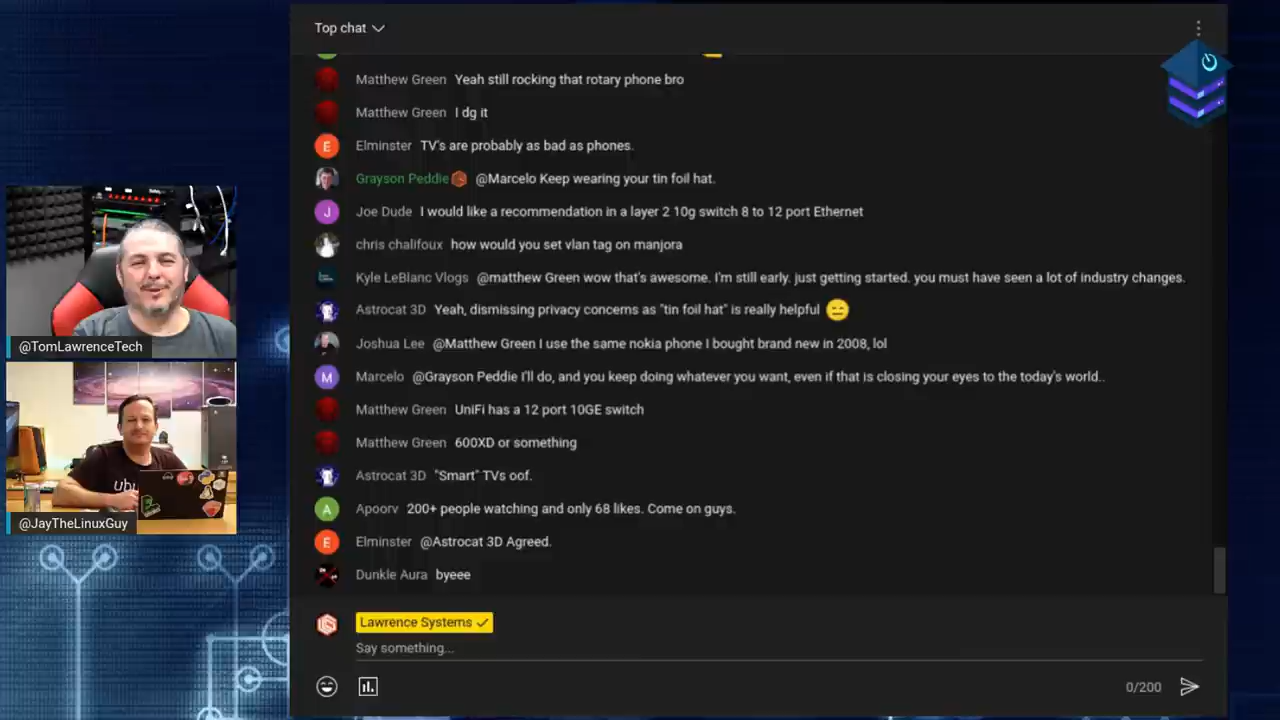 Top chat
Matthew Green Yeah still rocking that rotary phone bro
Matthew Green I dg it
E Elminster TV's are probably as bad as phones.
Grayson Peddie @Marcelo Keep wearing your tin foil hat.
J Joe Dude I would like a recommendation in a layer 2 10g switch 8 to 12 port Ethernet
chris chalifoux how would you set vlan tag on manjora
Kyle LeBlanc Vlogs @matthew Green wow that's awesome. I'm still early. just getting started. you must have seen a lot of industry changes.
Astrocat 3D Yeah, dismissing privacy concerns as "tin foil hat" is really helpful
Joshua Lee @Matthew Green I use the same nokia phone I bought brand new in 2008, lol
M Marcelo @Grayson Peddie I'll do, and you keep doing whatever you want, even if that is closing your eyes to the today's world..
Matthew Green UniFi has a 12 port 10GE switch
Matthew Green 600XD or something
Astrocat 3D "Smart" TVs oof.
A Apoorv 200+ people watching and only 68 likes. Come on guys.
E Elminster @Astrocat 3D Agreed.
Dunkle Aura byeee
Lawrence Systems
Say something...
0/200
@TomLawrenceTech
ubu
@JayTheLinuxGuy